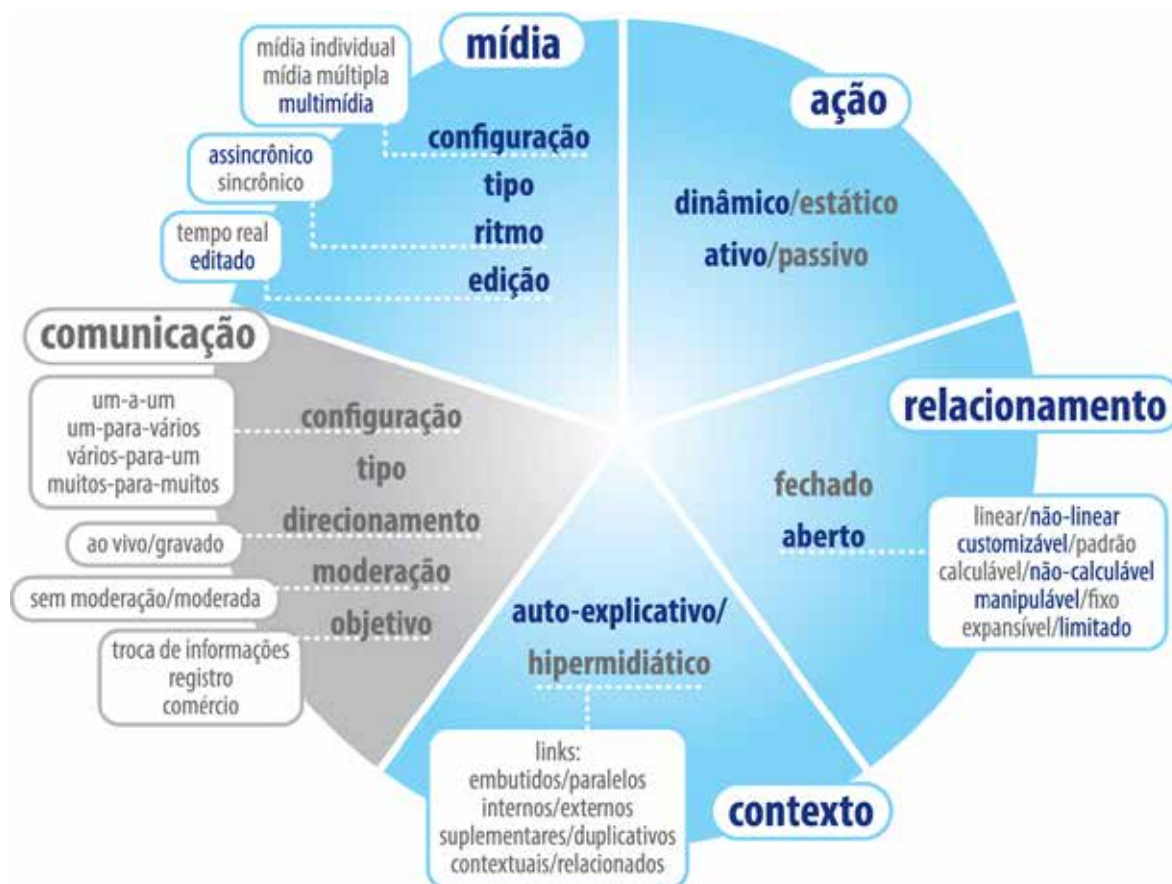 mídia
mídia individual
mídia múltipla
multimídia
configuração
assincrônico
sincrônico
tipo
ritmo
tempo real
editado
edição
ação
dinâmico/estático
ativo/passivo
relacionamento
fechado
aberto
linear/não-linear
customizável/padrão
calculável/não-calculável
manipulável/fixo
expansível/limitado
contexto
auto-explicativo/
hipermidiático
links:
embutidos/paralelos
internos/externos
suplementares/duplicativos
contextuais/relacionados
comunicação
um-a-um
um-para-vários
vários-para-um
muitos-para-muitos
configuração
tipo
direcionamento
ao vivo/gravado
moderação
sem moderação/moderada
objetivo
troca de informações
registro
comércio